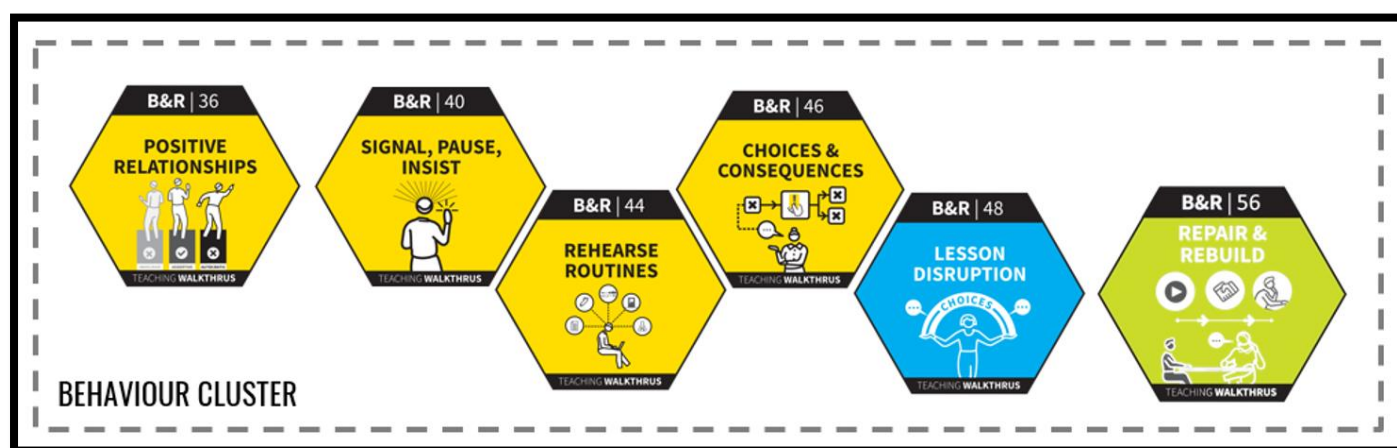 B&R | 36
POSITIVE
RELATIONSHIPS
TEACHING WALKTHRUS
B&R | 40
SIGNAL, PAUSE,
INSIST
TEACHING WALKTHRUS
B&R | 44
REHEARSE
ROUTINES
TEACHING WALKTHRUS
B&R | 46
CHOICES &
CONSEQUENCES
TEACHING WALKTHRUS
B&R | 48
LESSON
DISRUPTION
CHOICES
TEACHING WALKTHRUS
B&R | 56
REPAIR &
REBUILD
TEACHING WALKTHRUS
BEHAVIOUR CLUSTER